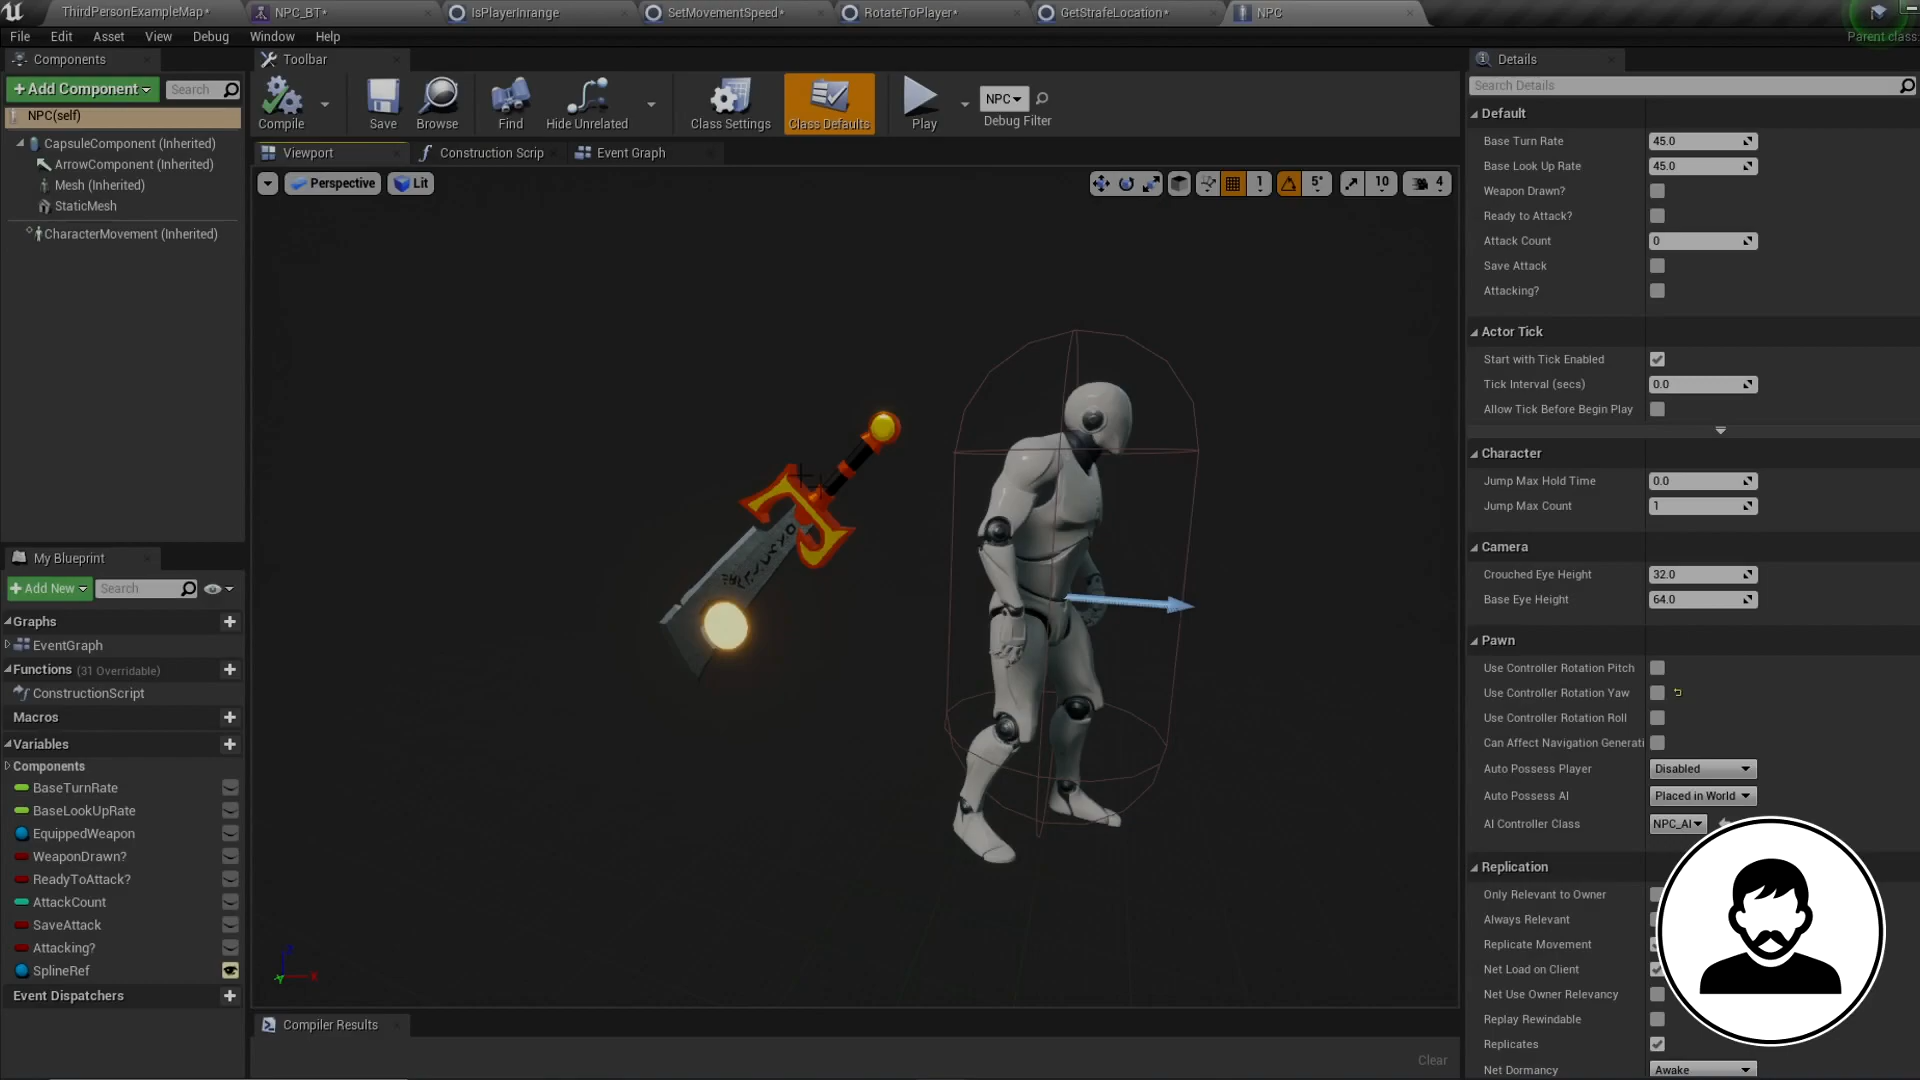 ThirdPersonExampleMap*
NPC_BT*
IsPlayerInrange
SetMovementSpeed*
RotateToPlayer*
GetStrafeLocation*
NPC
File
Edit
Asset
View
Debug
Window
Help
Parent class:
Components
+Add Component
Search
NPC(self)
CapsuleComponent (Inherited)
ArrowComponent (Inherited)
Mesh (Inherited)
StaticMesh
CharacterMovement (Inherited)
Toolbar
Compile
Save
Browse
Find
Hide Unrelated
Class Settings
Class Defaults
Play
NPC
Debug Filter
Viewport
Construction Scrip
Event Graph
Perspective
Lit
1
5°
10
4
My Blueprint
+Add New
Search
Graphs
EventGraph
Functions (31 Overridable)
ConstructionScript
Macros
Variables
Components
BaseTurnRate
BaseLookUpRate
EquippedWeapon
WeaponDrawn?
ReadyToAttack?
AttackCount
SaveAttack
Attacking?
SplineRef
Event Dispatchers
Compiler Results
Clear
Details
Search Details
Default
Base Turn Rate 45.0
Base Look Up Rate 45.0
Weapon Drawn?
Ready to Attack?
Attack Count 0
Save Attack
Attacking?
Actor Tick
Start with Tick Enabled
Tick Interval (secs) 0.0
Allow Tick Before Begin Play
Character
Jump Max Hold Time 0.0
Jump Max Count 1
Camera
Crouched Eye Height 32.0
Base Eye Height 64.0
Pawn
Use Controller Rotation Pitch
Use Controller Rotation Yaw
Use Controller Rotation Roll
Can Affect Navigation Generati
Auto Possess Player Disabled
Auto Possess AI Placed in World
AI Controller Class NPC_AI
Replication
Only Relevant to Owner
Always Relevant
Replicate Movement
Net Load on Client
Net Use Owner Relevancy
Replay Rewindable
Replicates
Net Dormancy Awake